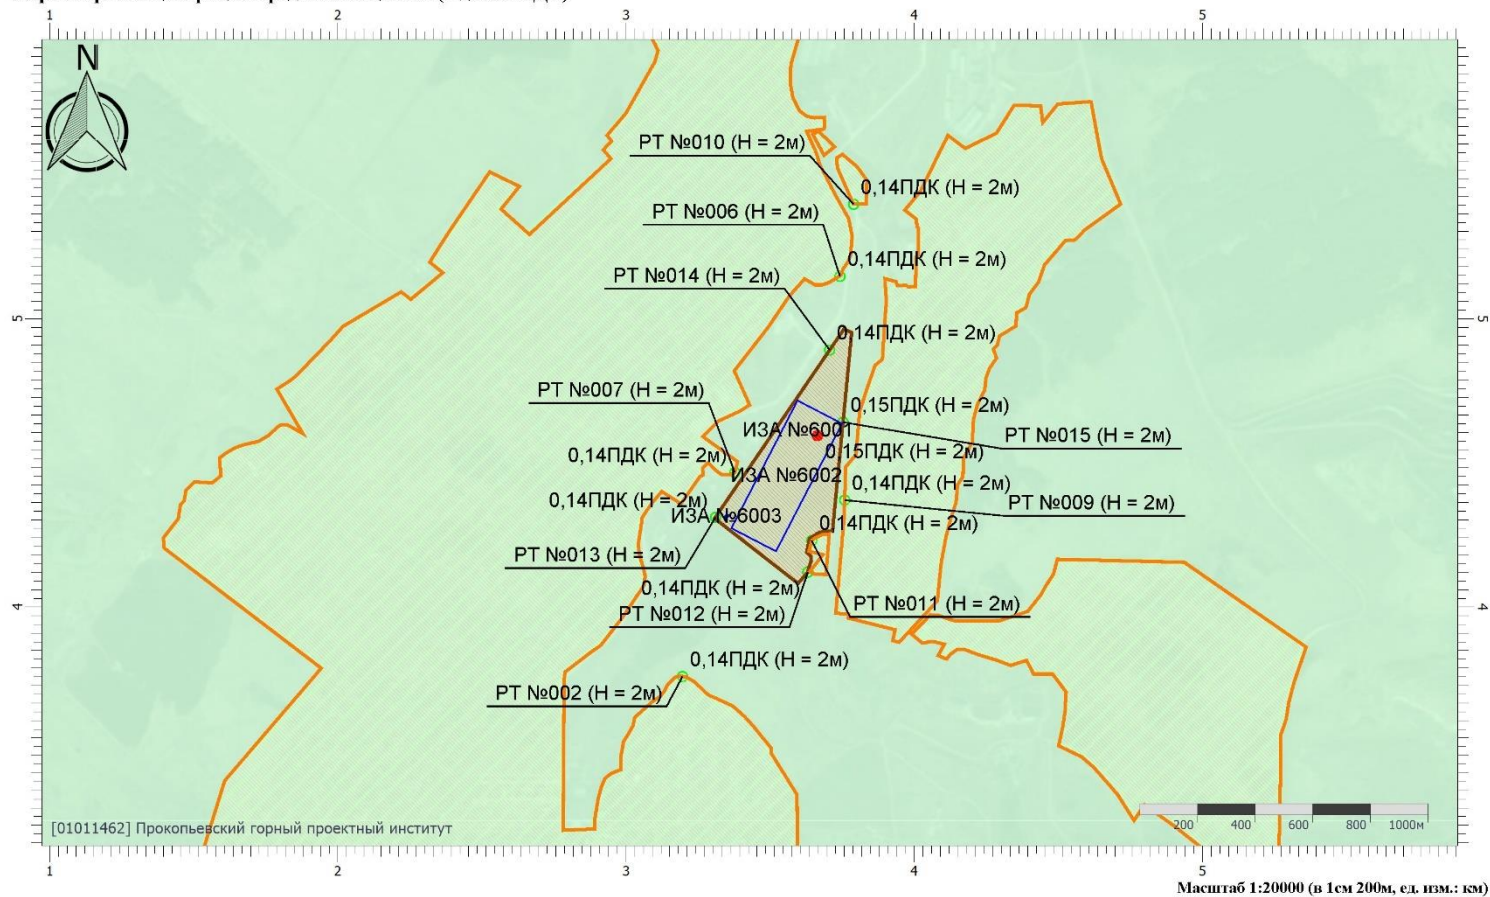 1 2 3 4 5
N
РТ №010 (Н = 2м)
0,14ПДК (Н = 2м)
РТ №006 (Н = 2м)
0,14ПДК (Н = 2м)
РТ №014 (Н = 2м)
5 5
0,14ПДК (Н = 2м)
РТ №007 (Н = 2м)
0,15ПДК (Н = 2м)
ИЗА №6001
РТ №015 (Н = 2м)
0,15ПДК (Н = 2м)
0,14ПДК (Н = 2м)
ИЗА №6002
0,14ПДК (Н = 2м)
0,14ПДК (Н = 2м)
РТ №009 (Н = 2м)
ИЗА №6003
0,14ПДК (Н = 2м)
РТ №013 (Н = 2м)
0,14ПДК (Н = 2м)
РТ №011 (Н = 2м)
4 4
РТ №012 (Н = 2м)
0,14ПДК (Н = 2м)
РТ №002 (Н = 2м)
200 400 600 800 1000м
[01011462] Прокопьевский горный проектный институт
1 2 3 4 5
Масштаб 1:20000 (в 1см 200м, ед. изм.: км)